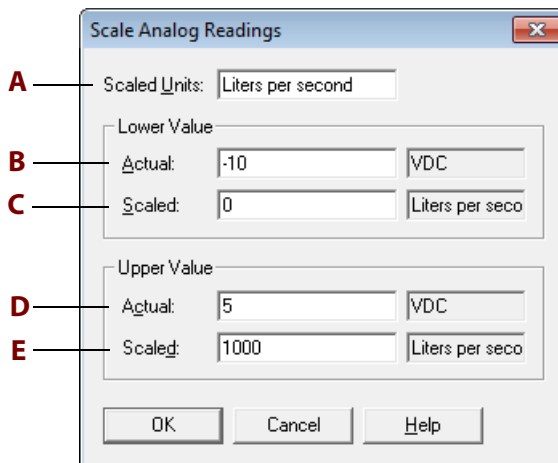 Scale Analog Readings
A Scaled Units: Liters per second
Lower Value
B Actual: -10 VDC
C Scaled: 0 Liters per seco
Upper Value
D Actual: 5 VDC
E Scaled: 1000 Liters per seco
OK Cancel Help